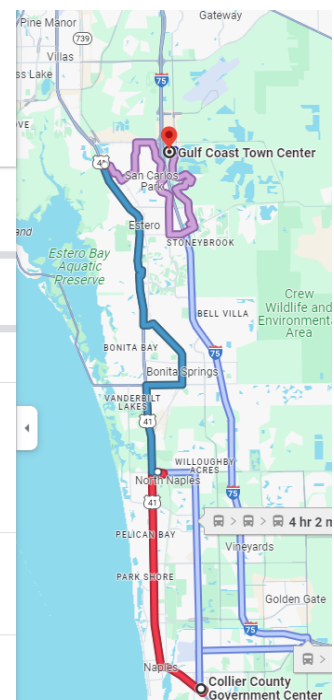 Gateway
Pine Manor
739
Villas
ss Lake
75
OVE
Gulf Coast Town Center
San Carlos
Park
Estero
and
STONEYBROOK
Estero Bay
Aquatic
Preserve
Crew
Wildlife and
Environmenta
Area
BELL VILLA
BONITA BAY
75
Bonita Springs
VANDERBILT
LAKES
41
WILLOUGHBY
ACRES
North Naples
75
41
4 hr 2 m
PELICAN BAY
Vineyards
PARK SHORE
Golden Gate
75
Naples
Collier County
Government Center